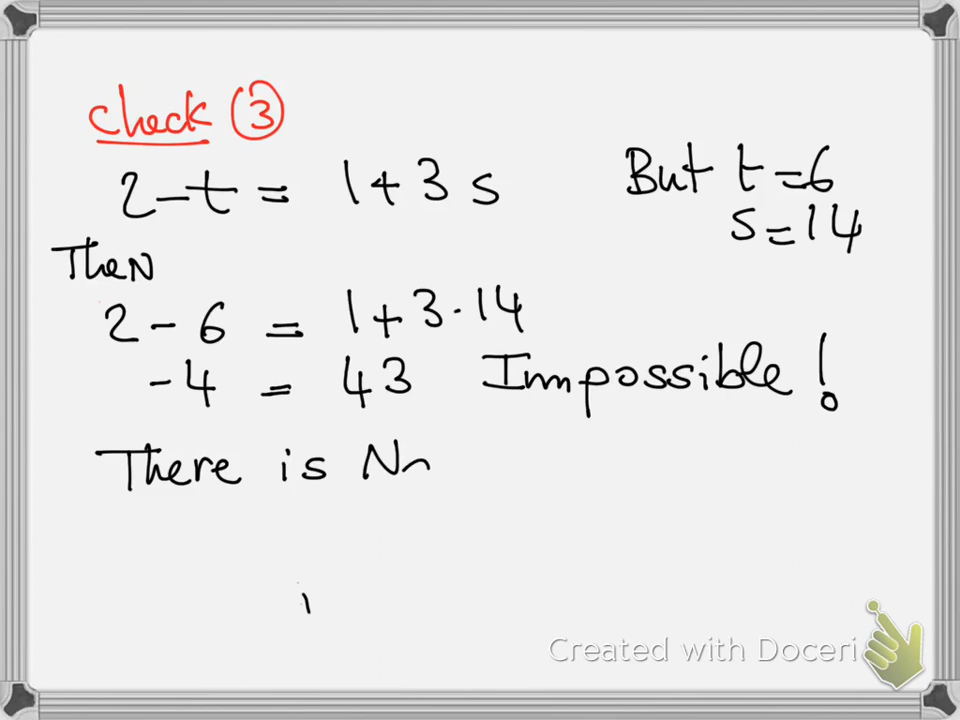 Check ③
2 - t = 1 + 3 s
But t = 6
s = 14
Then
2 - 6 = 1 + 3 · 14
- 4 = 43 Impossible !
There is
Created with Doceri